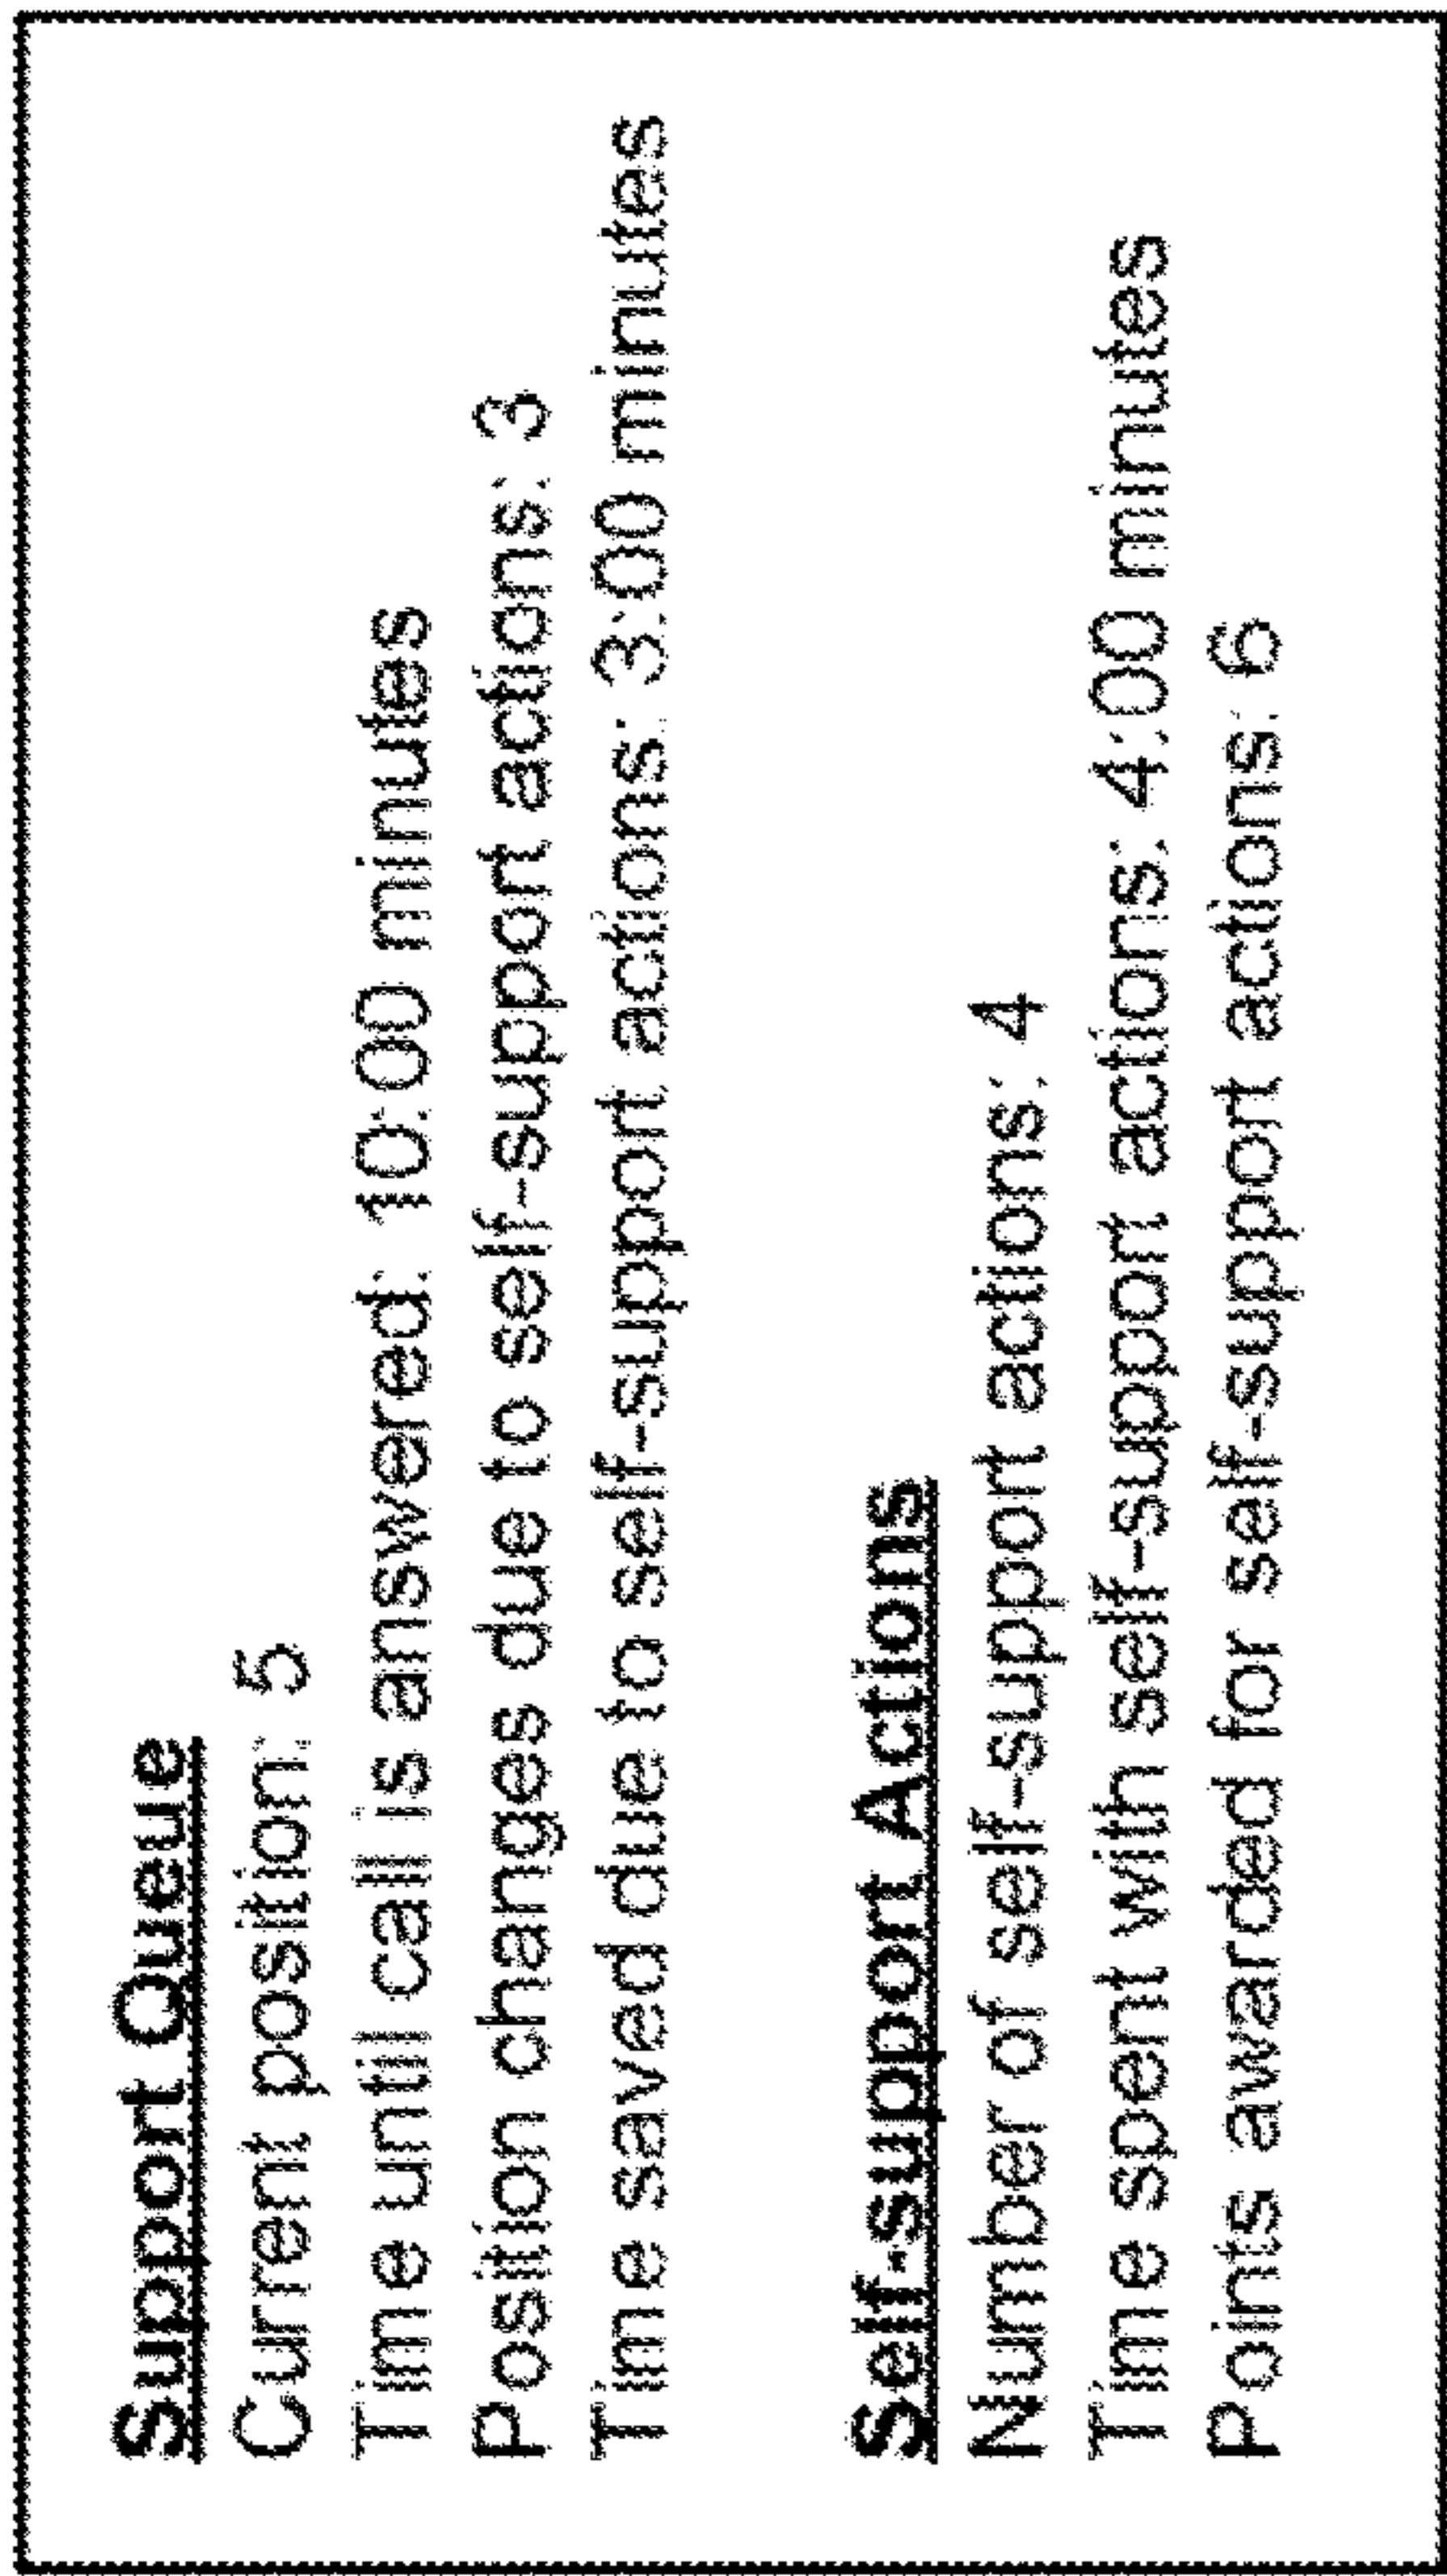 Support Queue
Current position: 5
Time until call is answered: 10:00 minutes
Position changes due to self-support actions: 3
Time saved due to self-support actions: 3:00 minutes
Self-support Actions
Number of self-support actions: 4
Time spent with self-support actions: 4:00 minutes
Points awarded for self-support actions: 6